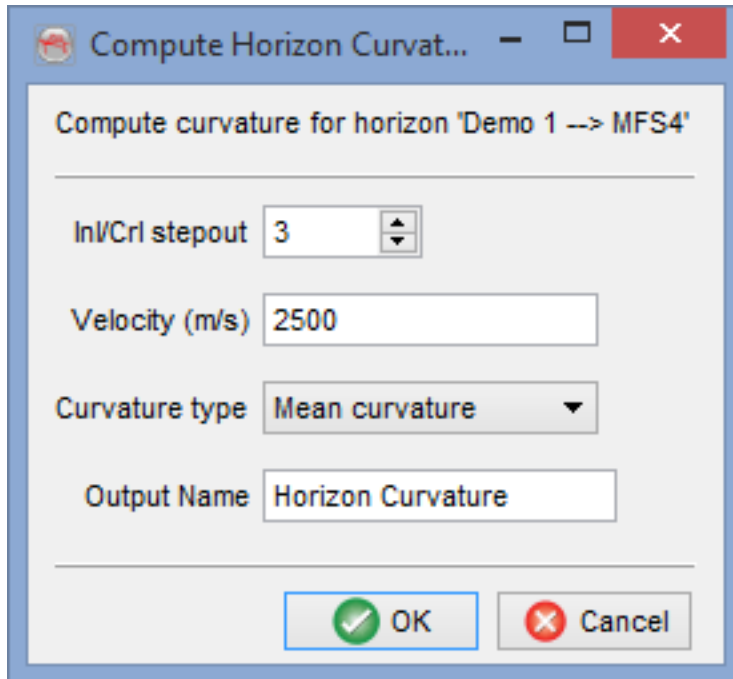 Compute Horizon Curvat...
Compute curvature for horizon 'Demo 1 --> MFS4'
Inl/Crl stepout 3
Velocity (m/s) 2500
Curvature type Mean curvature
Output Name Horizon Curvature
OK Cancel